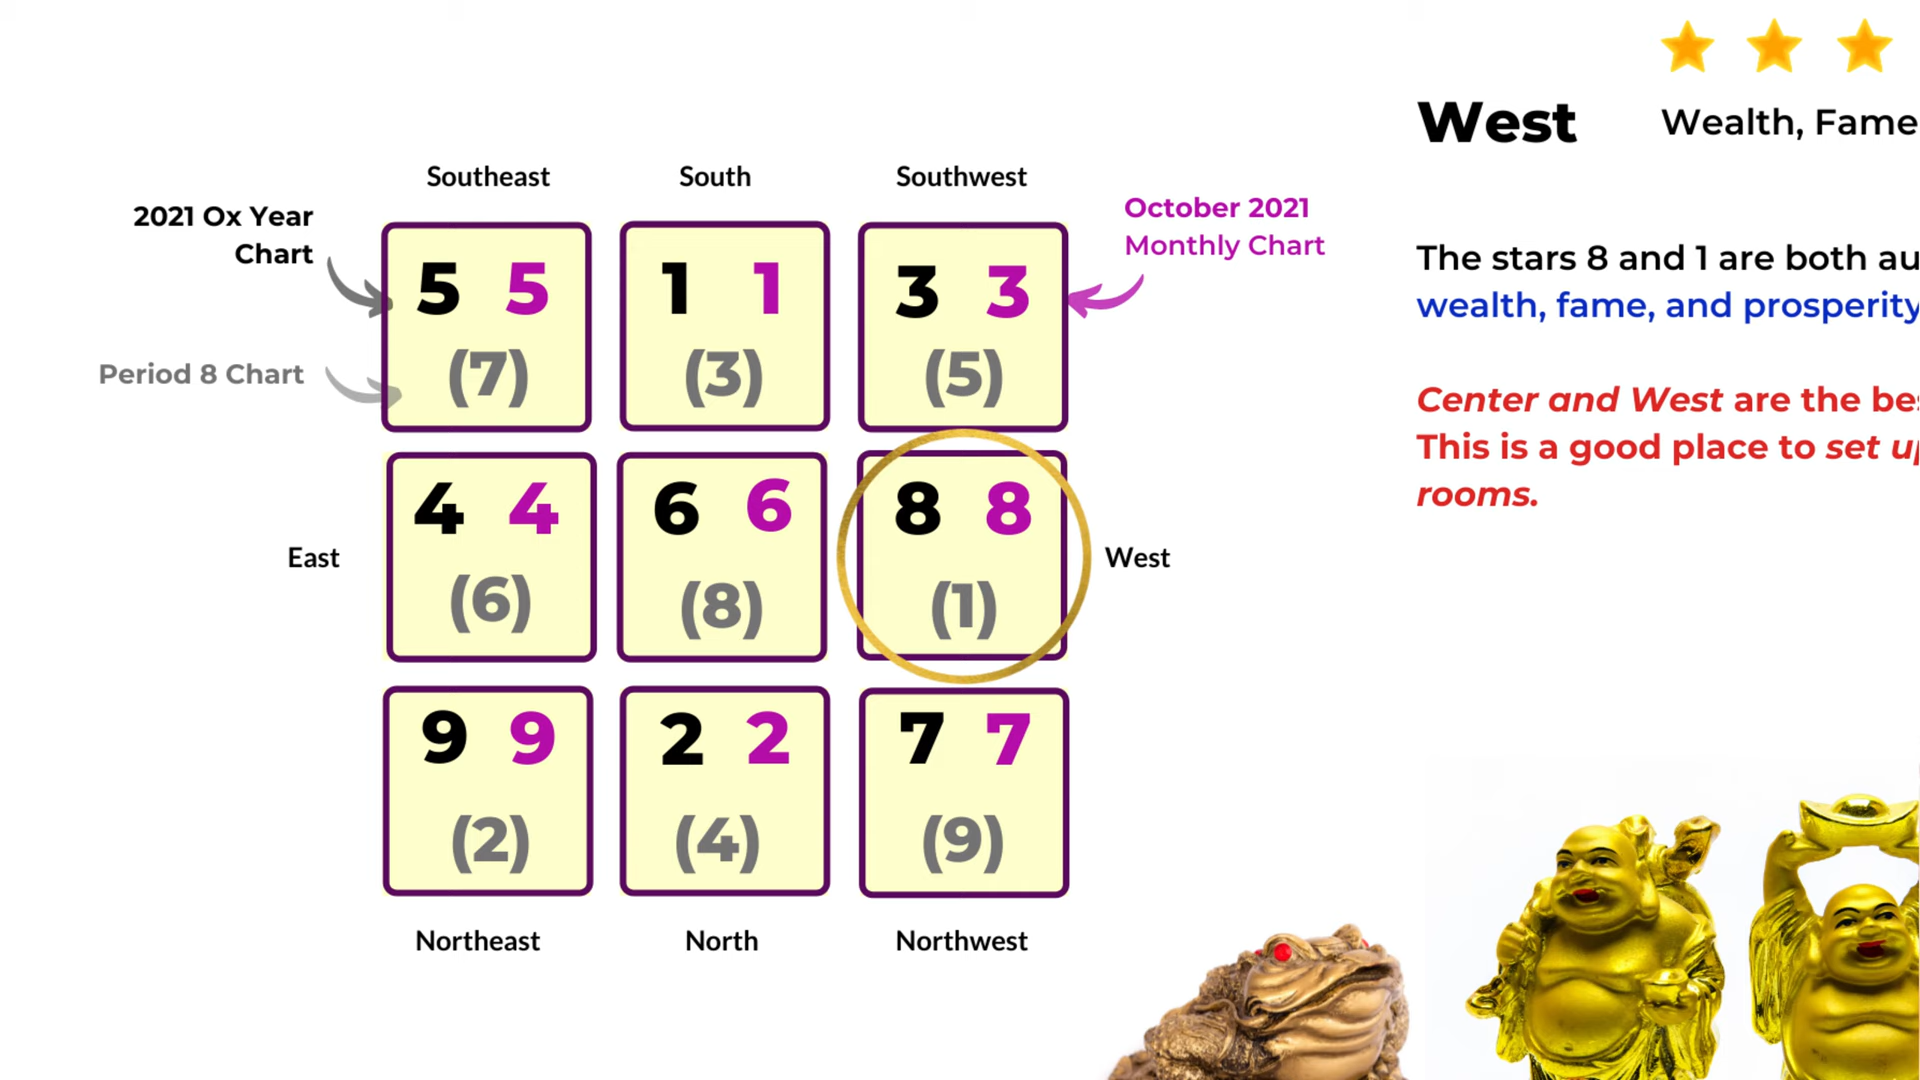 Southeast South Southwest
2021 Ox Year
Chart
Period 8 Chart
October 2021
Monthly Chart
5 5 1 1 3 3
(7) (3) (5)
East
4 4 6 6 8 8
(6) (8) (1)
West
9 9 2 2 7 7
(2) (4) (9)
Northeast North Northwest
West
Wealth, Fame
The stars 8 and 1 are both
wealth, fame, and prosperity
Center and West are the
This is a good place to set
rooms.